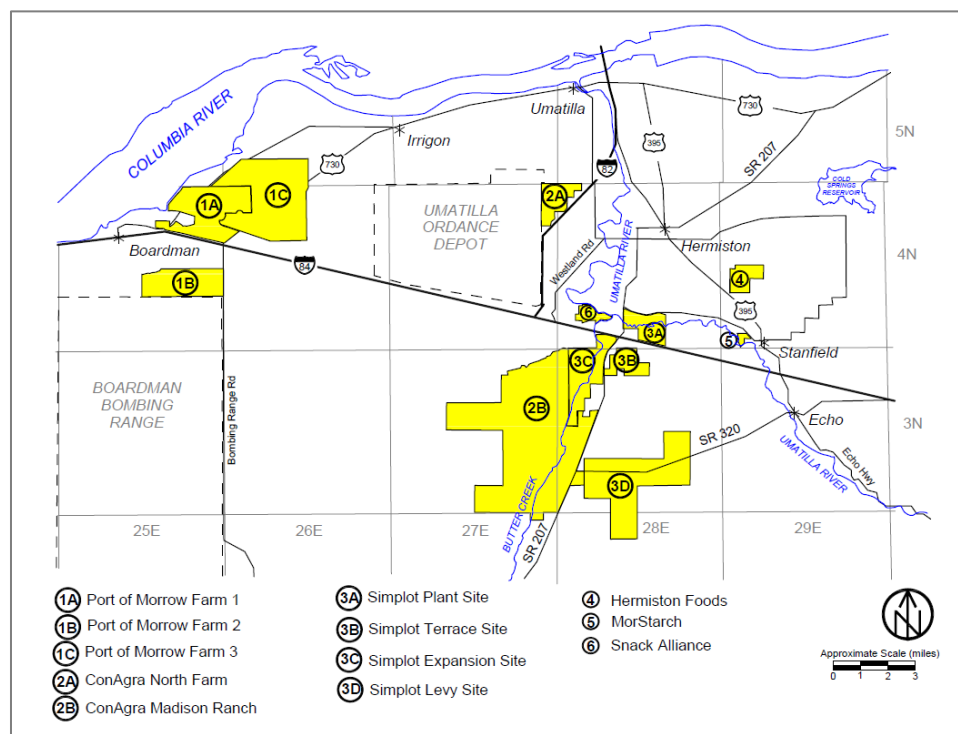 COLUMBIA RIVER
Umatilla
730
5N
Irrigon
395
SR 207
730
82
COLD
SPRINGS
RESERVOIR
1A
1C
2A
UMATILLA
ORDANCE
DEPOT
Westland Rd
UMATILLA RIVER
Hermiston
4N
Boardman
84
1B
4
6
395
3A
5
Stanfield
3C
3B
BOARDMAN
BOMBING
RANGE
Bombing Range Rd
2B
Echo
3N
SR 320
Echo Hwy
UMATILLA RIVER
3D
BUTTER CREEK
SR 207
25E
26E
27E
28E
29E
1A Port of Morrow Farm 1
1B Port of Morrow Farm 2
1C Port of Morrow Farm 3
2A ConAgra North Farm
2B ConAgra Madison Ranch
3A Simplot Plant Site
3B Simplot Terrace Site
3C Simplot Expansion Site
3D Simplot Levy Site
4 Hermiston Foods
5 MorStarch
6 Snack Alliance
N
Approximate Scale (miles)
0 1 2 3